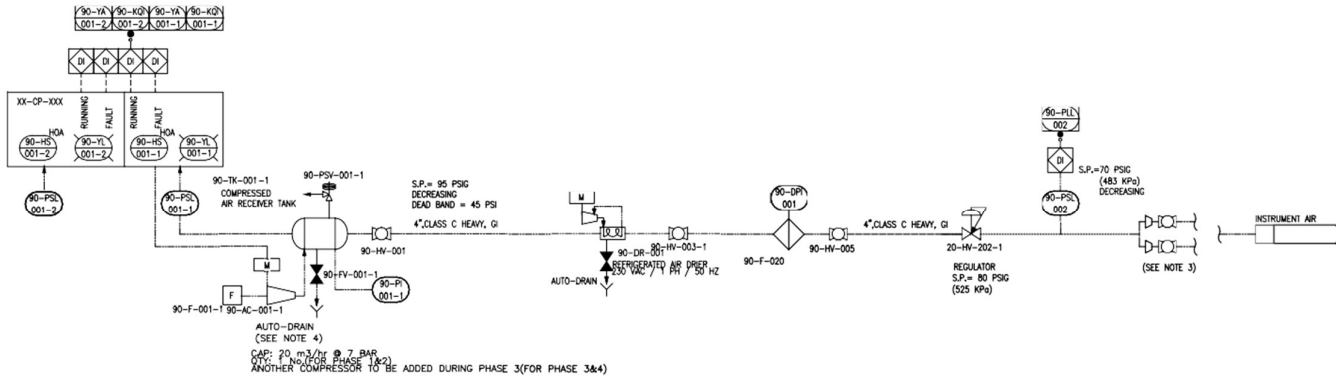 90-YA 90-KQI 90-YA 90-KQI
001-2 001-2 001-1 001-1
DI DI DI DI
XX-CP-XXX
RUNNING FAULT RUNNING FAULT
HOA HOA
90-HS 90-YL 90-HS 90-YL
001-2 001-2 001-1 001-1
90-PSL
001-2
90-PSL
001-1
90-TK-001-1
COMPRESSED
AIR RECEIVER TANK
90-PSV-001-1
S.P.= 95 PSIG
DECREASING
DEAD BAND = 45 PSI
4",CLASS C HEAVY, GI
90-HV-001
M
F
90-F-001-1
90-AC-001-1
90-FV-001-1
90-PI
001-1
AUTO-DRAIN
(SEE NOTE 4)
CAP: 20 m3/hr @ 7 BAR
QTY: 1 No.(FOR PHASE 1&2)
ANOTHER COMPRESSOR TO BE ADDED DURING PHASE 3(FOR PHASE 3&4)
M
90-HV-003-1
90-DR-001
REFRIGERATED AIR DRIER
230 VAC / 1 PH / 50 HZ
AUTO-DRAIN
90-DPI
001
90-F-020
90-HV-005
4",CLASS C HEAVY, GI
20-HV-202-1
REGULATOR
S.P.= 80 PSIG
(525 KPa)
90-PLL
002
DI
S.P.=70 PSIG
(483 KPa)
DECREASING
90-PSL
002
(SEE NOTE 3)
INSTRUMENT AIR